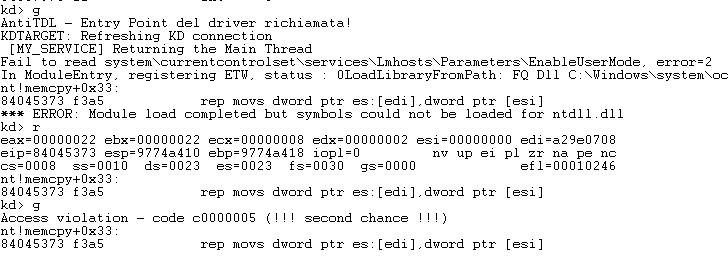 kd> g
AntiTDL - Entry Point del driver richiamata!
KDTARGET: Refreshing KD connection
[MY_SERVICE] Returning the Main Thread
Fail to read system\currentcontrolset\services\Lmhosts\Parameters\EnableUserMode, error=2
In ModuleEntry, registering ETW, status : 0LoadLibraryFromPath: FQ Dll C:\Windows\system\oc
nt!memcpy+0x33:
84045373 f3a5 rep movs dword ptr es:[edi],dword ptr [esi]
*** ERROR: Module load completed but symbols could not be loaded for ntdll.dll
kd> r
eax=00000022 ebx=00000022 ecx=00000008 edx=00000002 esi=00000000 edi=a29e0708
eip=84045373 esp=9774a410 ebp=9774a418 iopl=0 nv up ei pl zr na pe nc
cs=0008 ss=0010 ds=0023 es=0023 fs=0030 gs=0000 efl=00010246
nt!memcpy+0x33:
84045373 f3a5 rep movs dword ptr es:[edi],dword ptr [esi]
kd> g
Access violation - code c0000005 (!!! second chance !!!)
nt!memcpy+0x33:
84045373 f3a5 rep movs dword ptr es:[edi],dword ptr [esi]